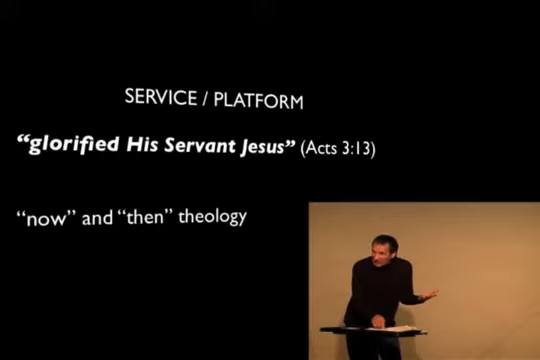 SERVICE / PLATFORM
“glorified His Servant Jesus” (Acts 3:13)
“now” and “then” theology